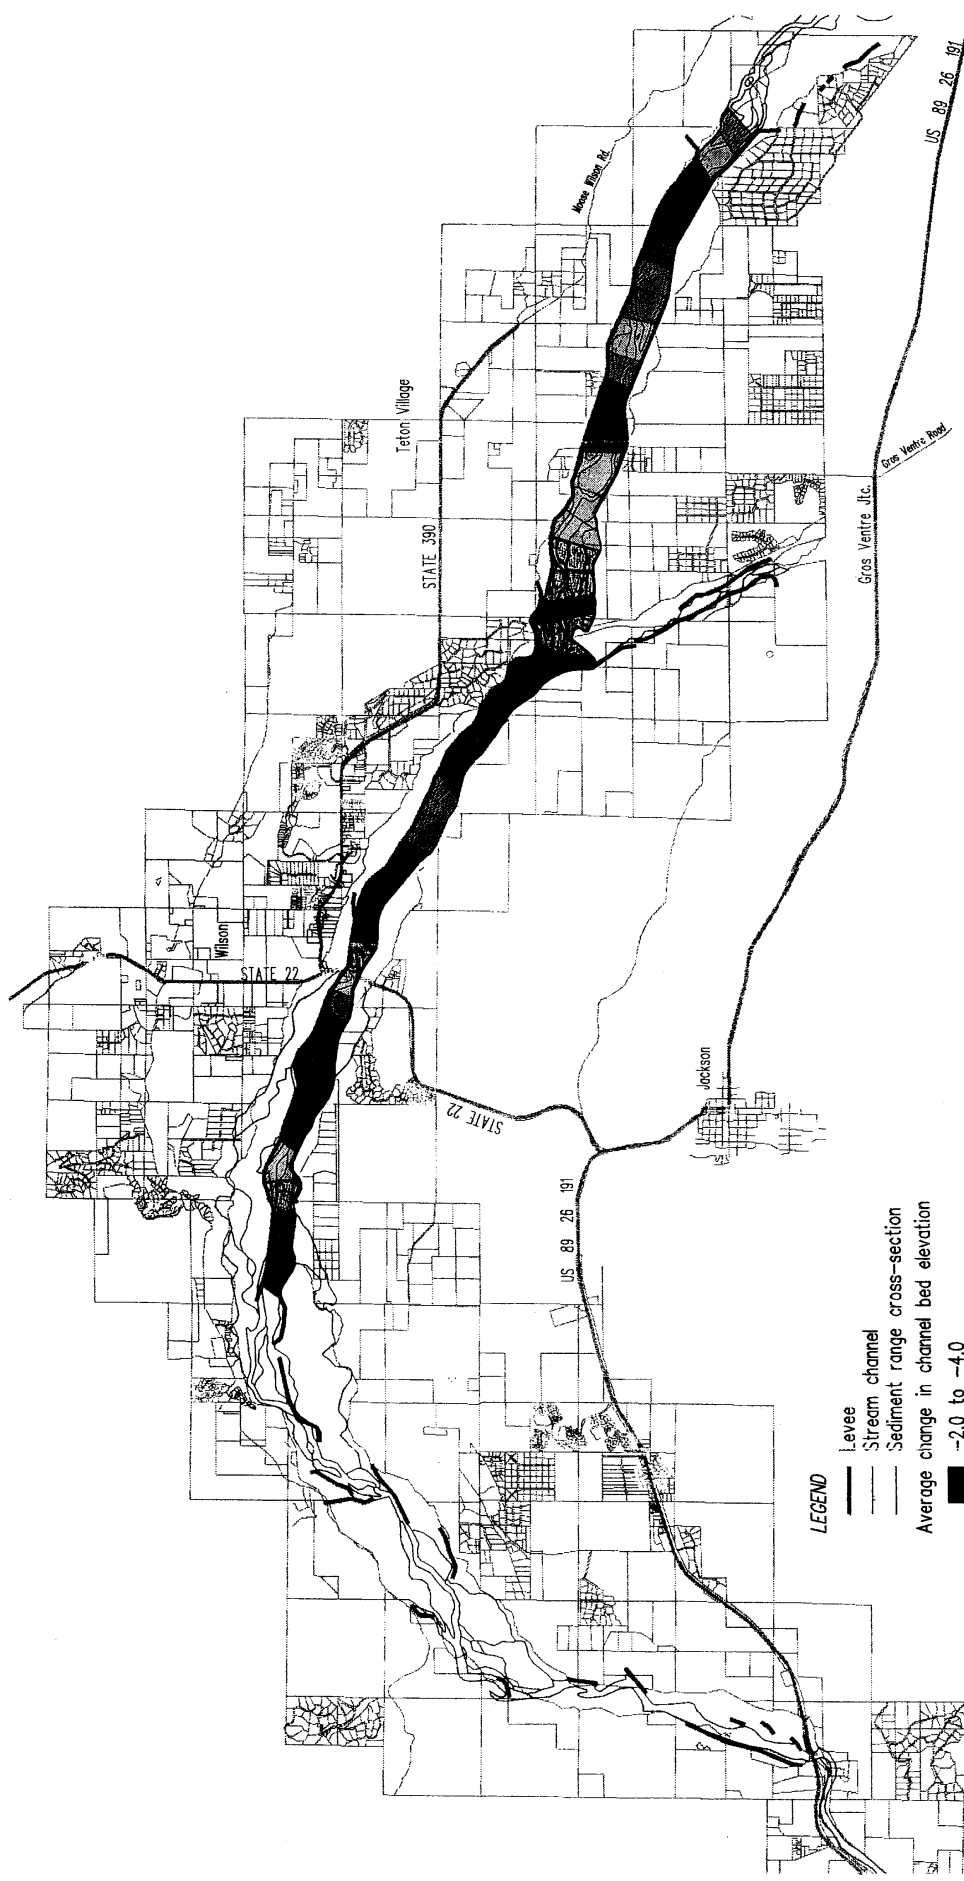 US 89 26 191
Moose Wilson Rd.
Teton Village
STATE 390
Gros Ventre Road
Gros Ventre Jtc.
Wilson
STATE 22
Jackson
STATE 22
US 89 26 191
LEGEND
Levee
Stream channel
Sediment range cross-section
Average change in channel bed elevation
-2.0 to -4.0